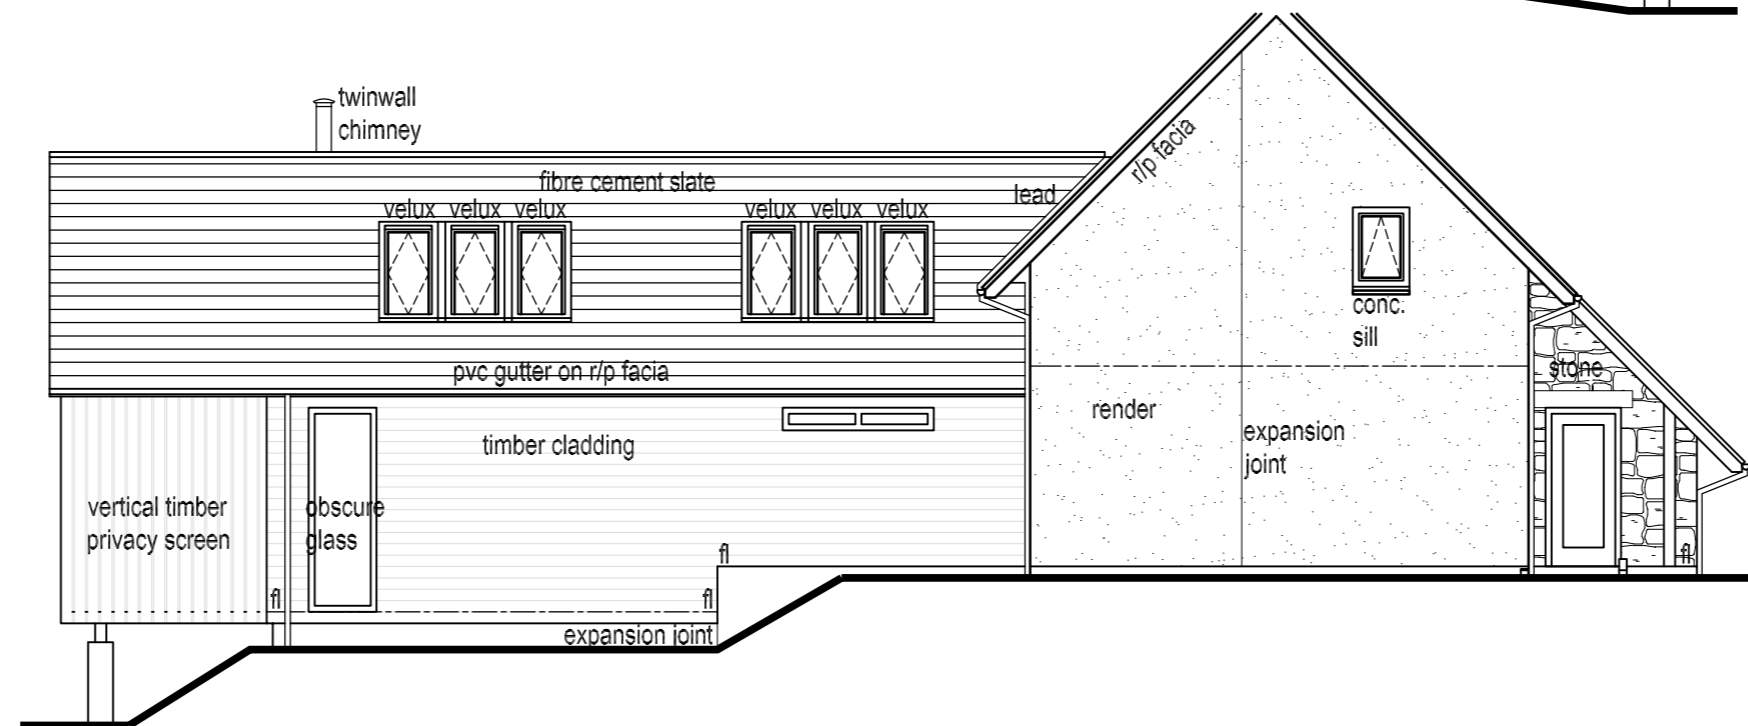 twinwall
chimney
fibre cement slate
lead
r/p facia
velux velux velux
velux velux velux
conc.
sill
pvc gutter on r/p facia
stone
render
expansion
joint
timber cladding
vertical timber
privacy screen
obscure
glass
fl
fl
fl
fl
expansion joint